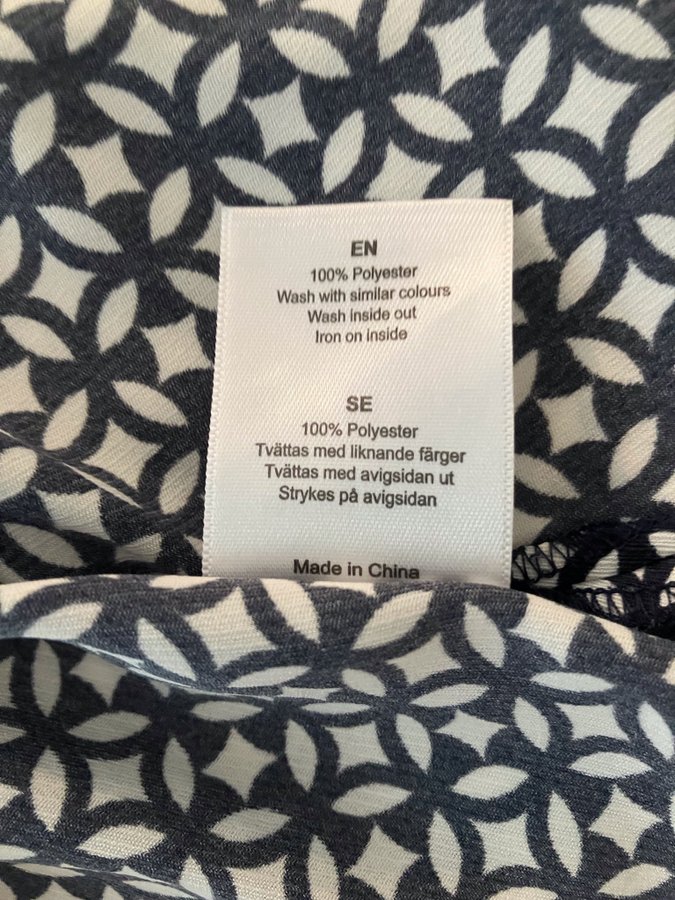 EN
100% Polyester
Wash with similar colours
Wash inside out
Iron on inside
SE
100% Polyester
Tvättas med liknande färger
Tvättas med avigsidan ut
Strykes på avigsidan
Made in China